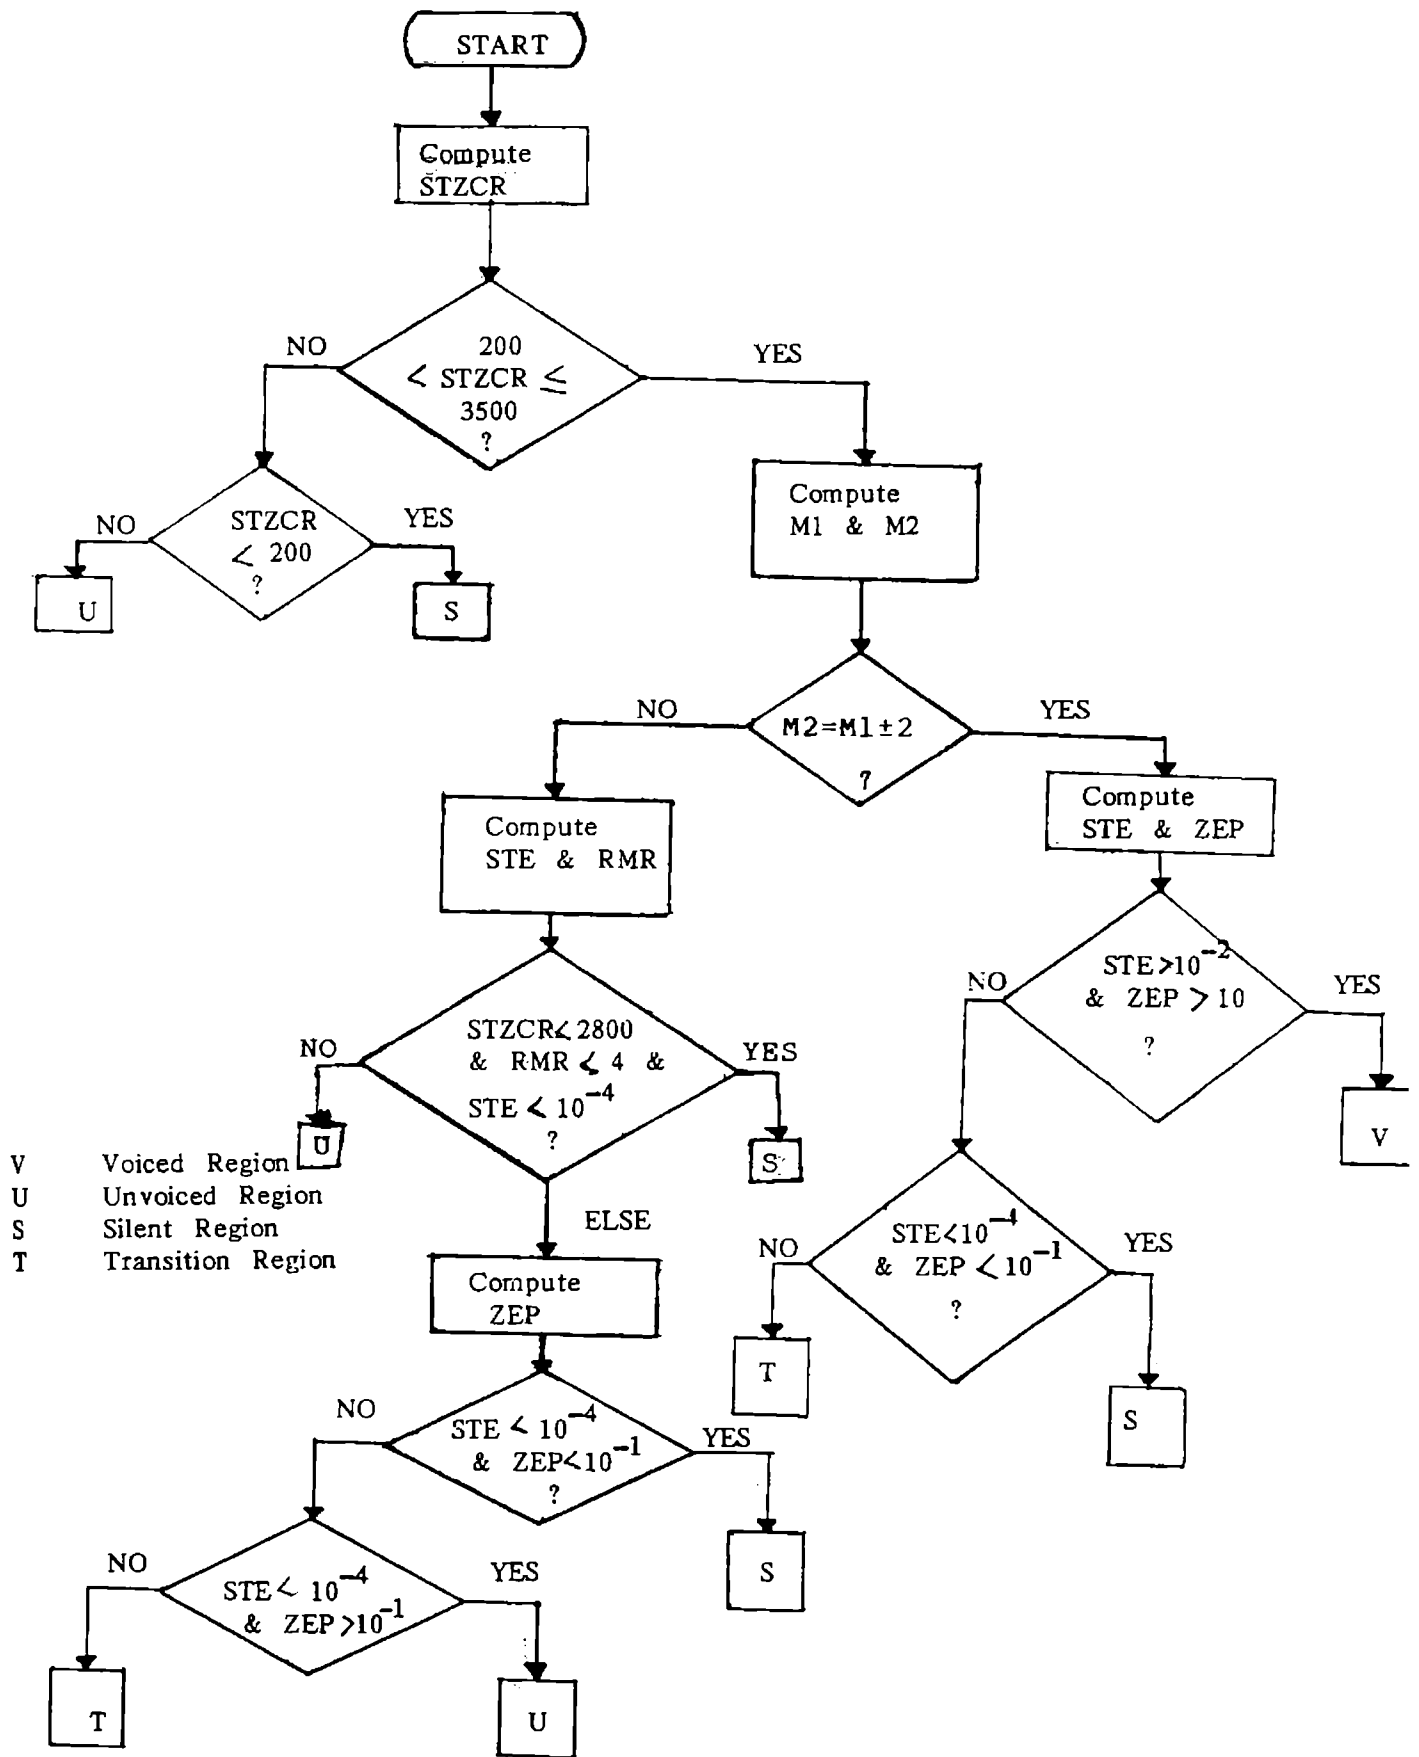 START
Compute
STZCR
NO
200
< STZCR ≤
3500
?
YES
NO
STZCR
< 200
?
YES
U
S
Compute
M1 & M2
NO
M2=M1±2
?
YES
Compute
STE & RMR
Compute
STE & ZEP
NO
STE>10⁻²
& ZEP > 10
?
YES
V
NO
STZCR<2800
& RMR < 4 &
STE < 10⁻⁴
?
YES
U
S
V Voiced Region
U Unvoiced Region
S Silent Region
T Transition Region
ELSE
NO
STE<10⁻⁴
& ZEP < 10⁻¹
?
YES
T
S
Compute
ZEP
NO
STE < 10⁻⁴
& ZEP<10⁻¹
?
YES
S
NO
STE < 10⁻⁴
& ZEP >10⁻¹
YES
T
U